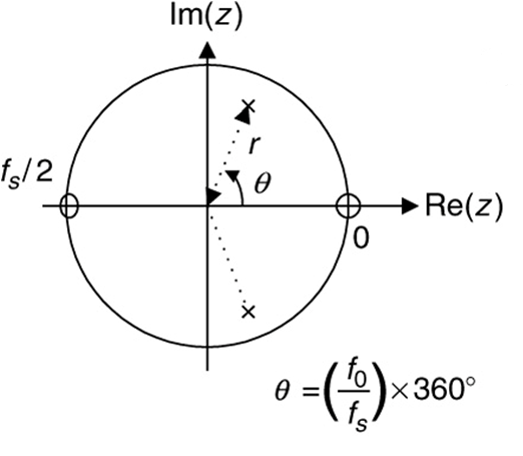 Im(z)
r
fs/2
θ
Re(z)
0
θ = (f0/fs) × 360°